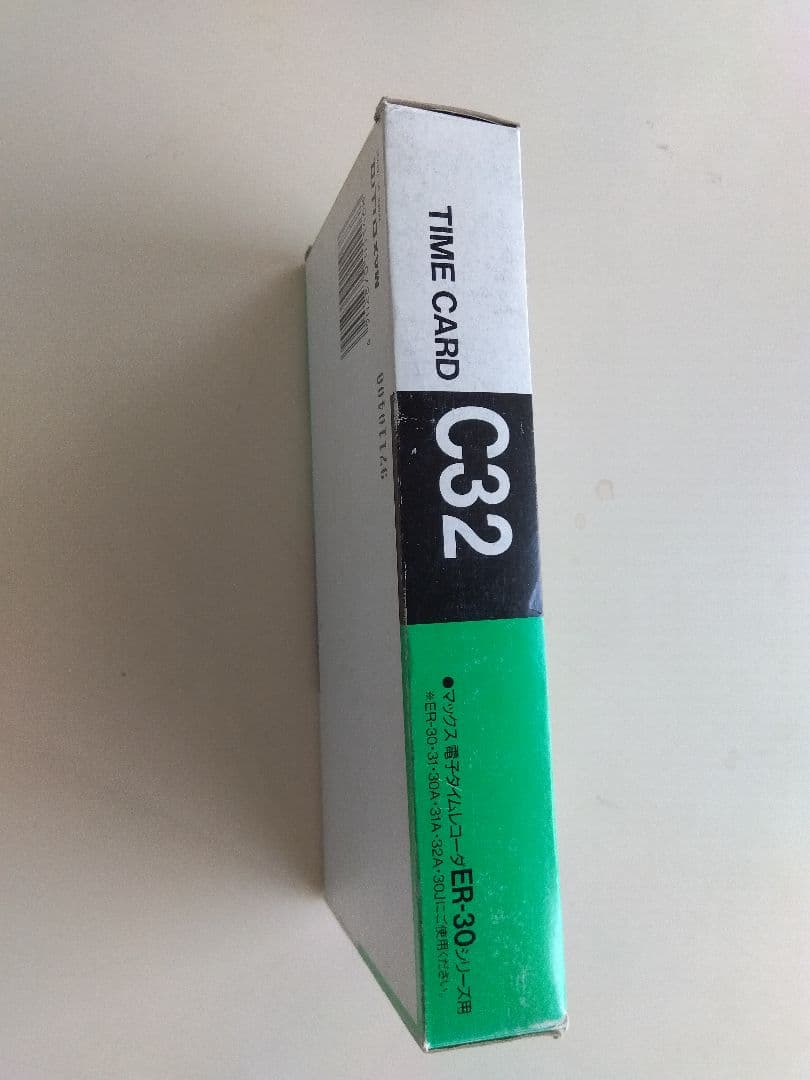 TIME CARD
C32
●マックス 電子タイムレコーダER-30シリーズ用
※ER-30・31・30A・31A・32A・30Jにご使用ください。